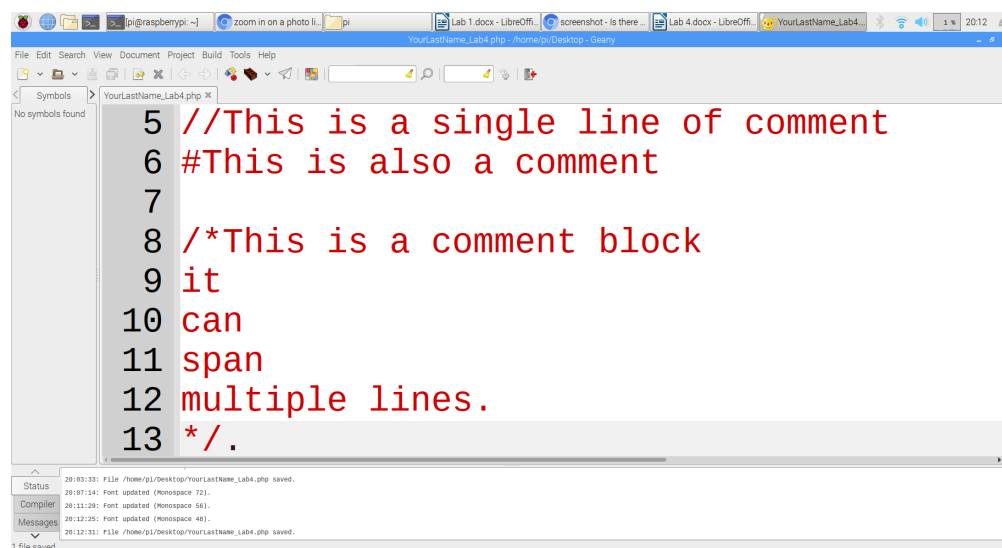 [pi@raspberrypi: ~] zoom in on a photo li... pi Lab 1.docx - LibreOffi... screenshot - Is there ... Lab 4.docx - LibreOffi... YourLastName_Lab4.... 1 % 20:12
YourLastName_Lab4.php - /home/pi/Desktop - Geany
File Edit Search View Document Project Build Tools Help
Symbols YourLastName_Lab4.php
No symbols found
5 //This is a single line of comment
6 #This is also a comment
7
8 /*This is a comment block
9 it
10 can
11 span
12 multiple lines.
13 */.
Status
Compiler
Messages
20:03:33: File /home/pi/Desktop/YourLastName_Lab4.php saved.
20:07:14: Font updated (Monospace 72).
20:11:29: Font updated (Monospace 56).
20:12:25: Font updated (Monospace 48).
20:12:31: File /home/pi/Desktop/YourLastName_Lab4.php saved.
1 file saved